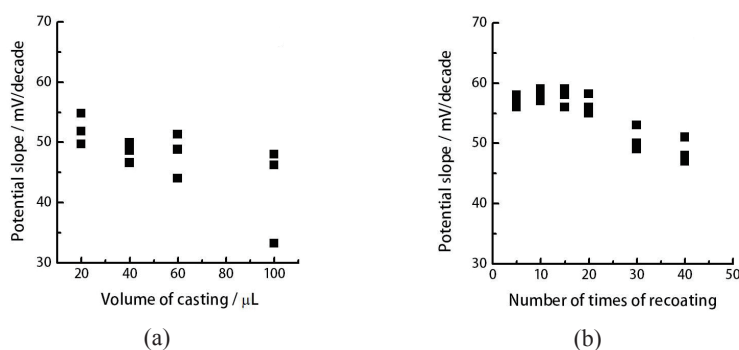 70
60
50
40
30
Potential slope / mV/decade
20 40 60 80 100
Volume of casting / μL
(a)
70
60
50
40
30
Potential slope / mV/decade
0 10 20 30 40 50
Number of times of recoating
(b)